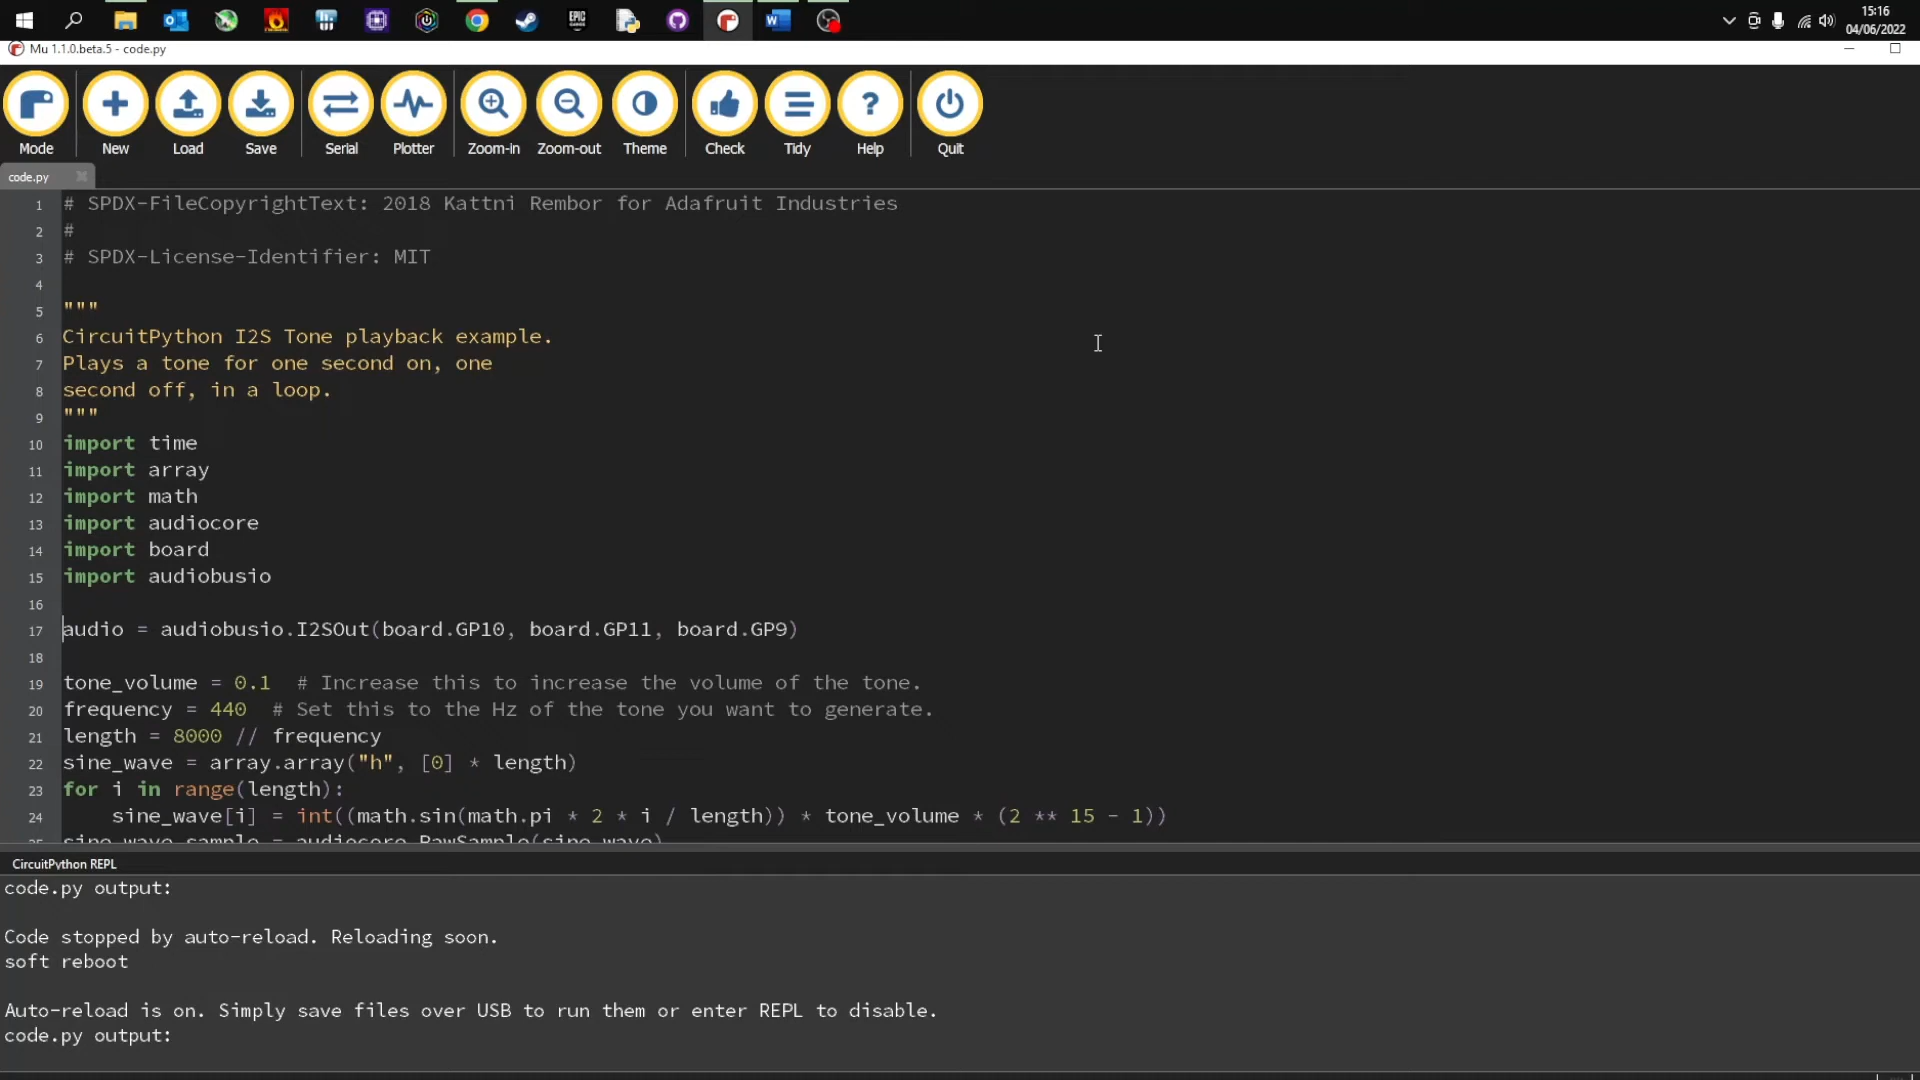 15:16
04/06/2022
Mu 1.1.0.beta.5 - code.py
Mode New Load Save Serial Plotter Zoom-in Zoom-out Theme Check Tidy Help Quit
code.py
1 # SPDX-FileCopyrightText: 2018 Kattni Rembor for Adafruit Industries
2 #
3 # SPDX-License-Identifier: MIT
4
5 """
6 CircuitPython I2S Tone playback example.
7 Plays a tone for one second on, one
8 second off, in a loop.
9 """
10 import time
11 import array
12 import math
13 import audiocore
14 import board
15 import audiobusio
16
17 audio = audiobusio.I2SOut(board.GP10, board.GP11, board.GP9)
18
19 tone_volume = 0.1  # Increase this to increase the volume of the tone.
20 frequency = 440  # Set this to the Hz of the tone you want to generate.
21 length = 8000 // frequency
22 sine_wave = array.array("h", [0] * length)
23 for i in range(length):
24     sine_wave[i] = int((math.sin(math.pi * 2 * i / length)) * tone_volume * (2 ** 15 - 1))
25 sine_wave_sample = audiocore.RawSample(sine_wave)
CircuitPython REPL
code.py output:
Code stopped by auto-reload. Reloading soon.
soft reboot
Auto-reload is on. Simply save files over USB to run them or enter REPL to disable.
code.py output: